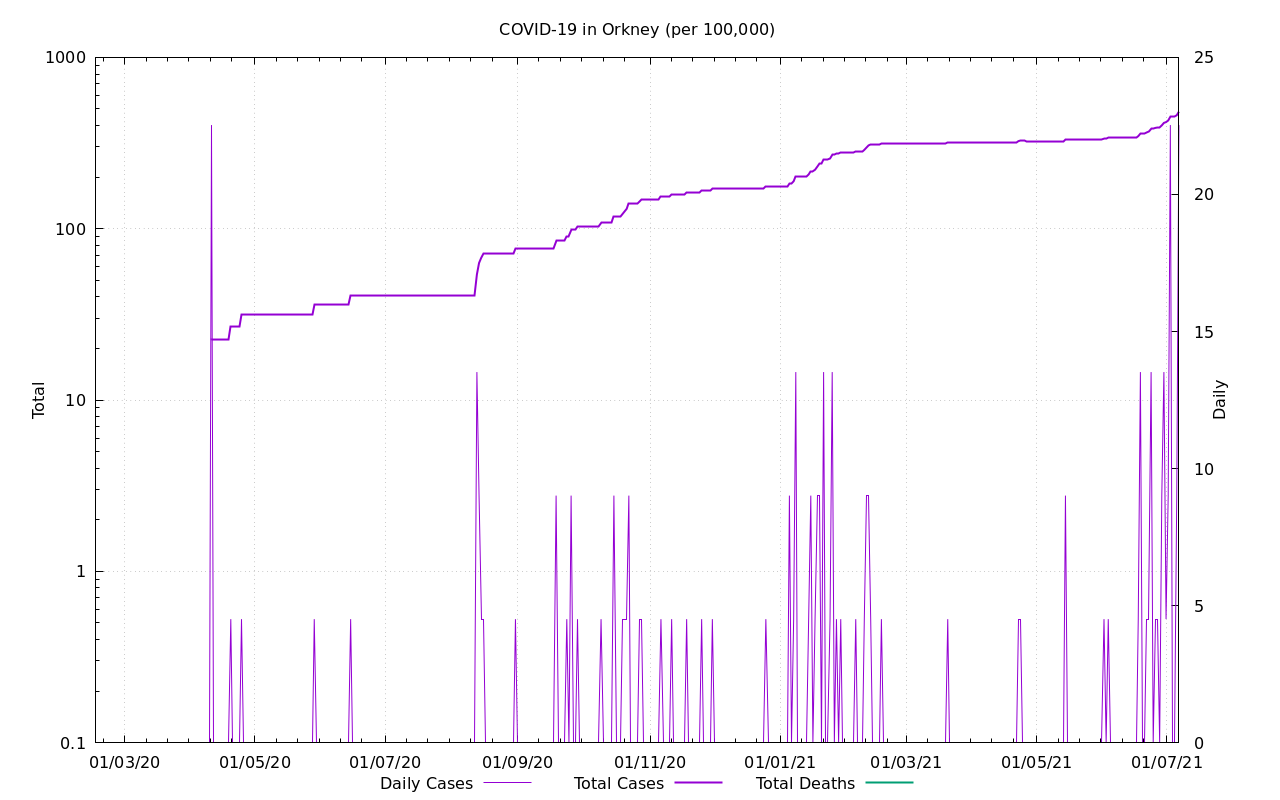 COVID-19 in Orkney (per 100,000)
1000 25
20
100
15
Total 10 Daily
10
1
5
0.1 0
01/03/20 01/05/20 01/07/20 01/09/20 01/11/20 01/01/21 01/03/21 01/05/21 01/07/21
Daily Cases Total Cases Total Deaths